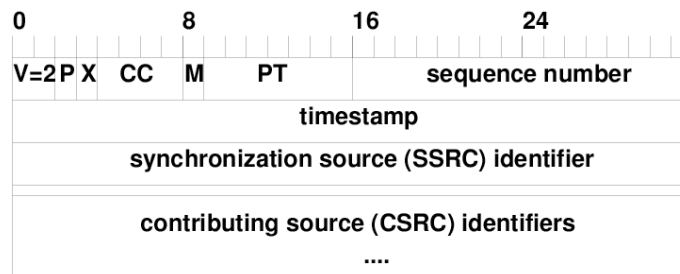 0 8 16 24
V=2 P X CC M PT sequence number
timestamp
synchronization source (SSRC) identifier
contributing source (CSRC) identifiers
....